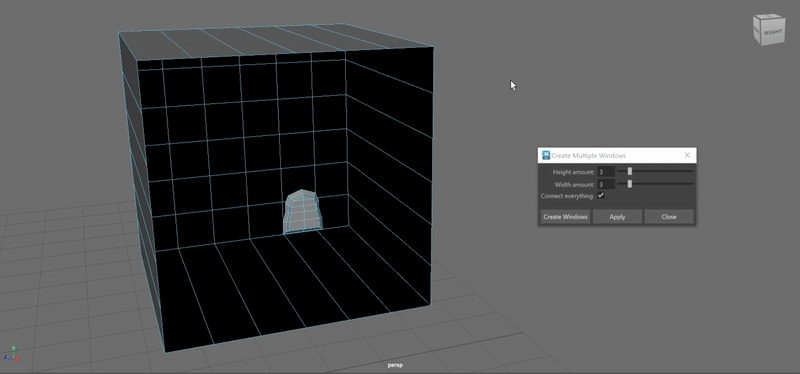 RIGHT
Create Multiple Windows
Height amount: 3
Width amount: 3
Connect everything:
Create Windows Apply Close
persp